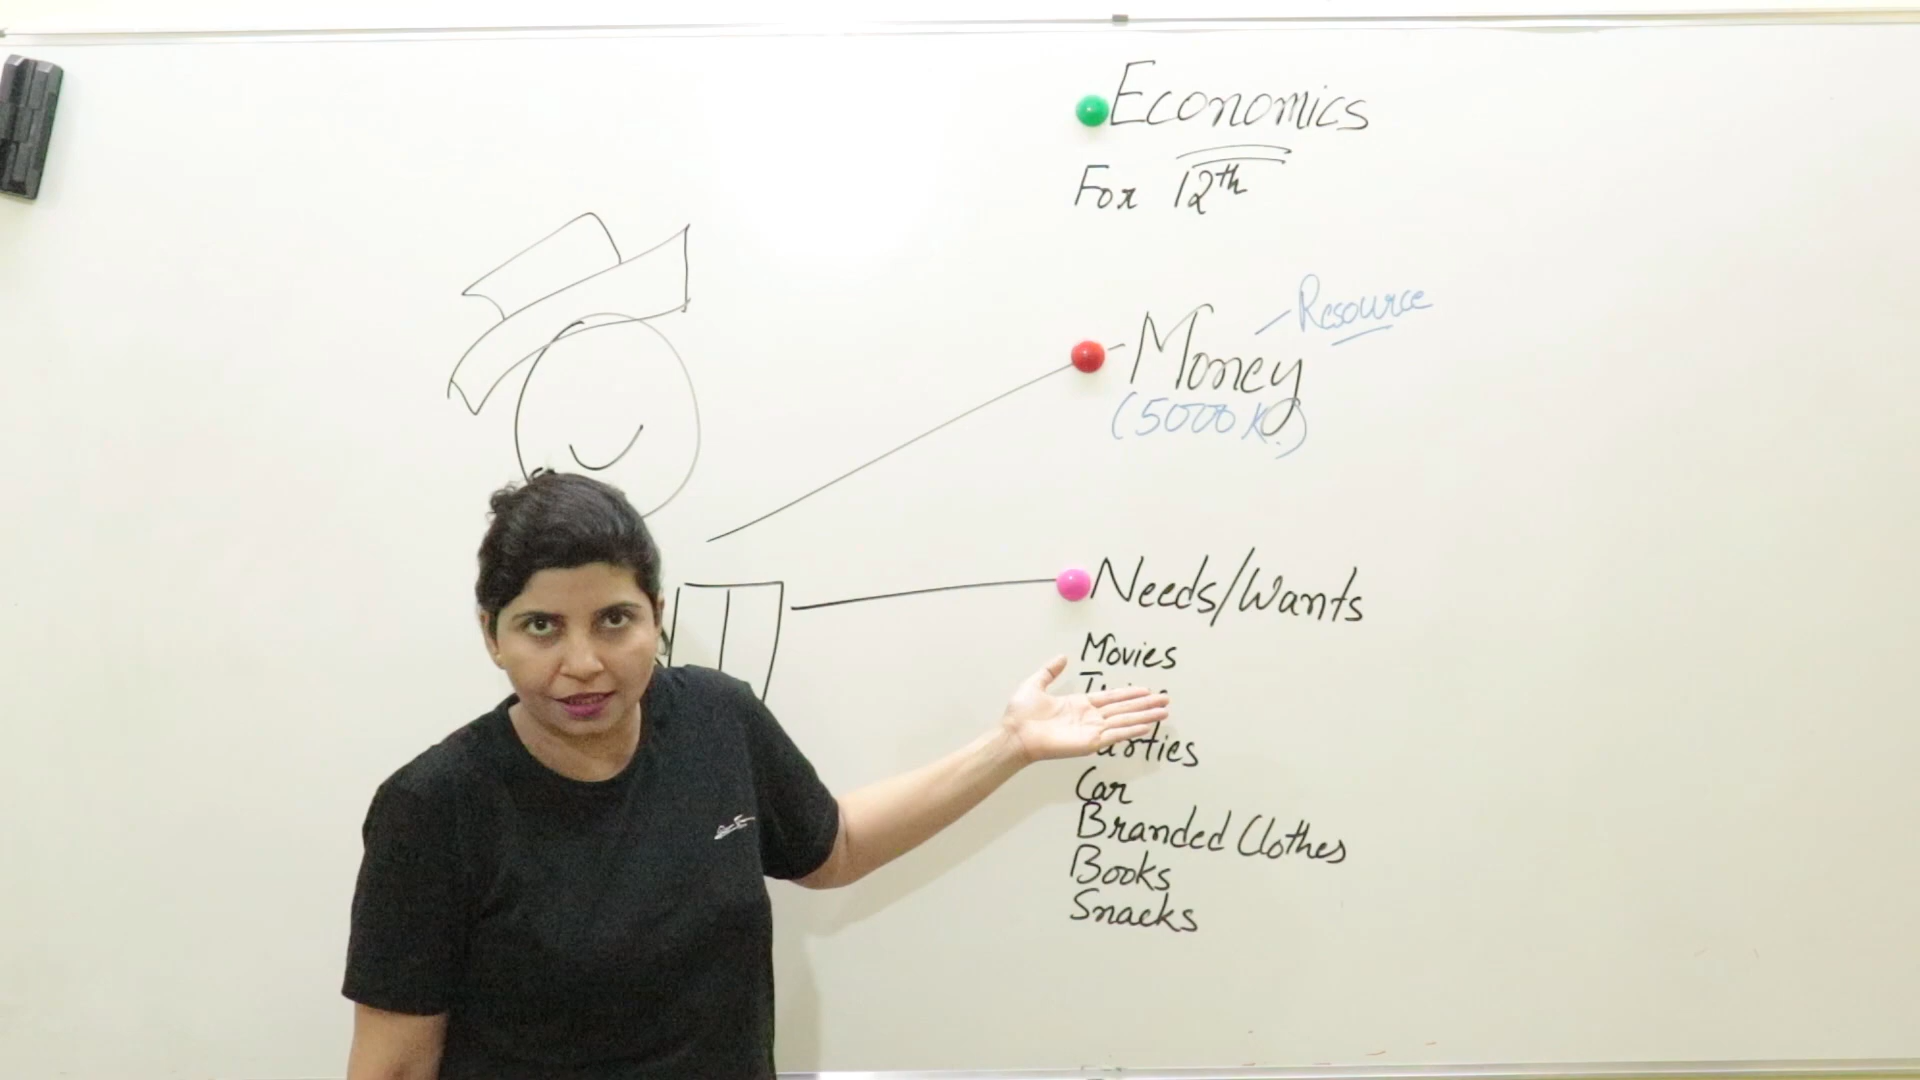 Economics
For 12th
Resource
Money
(5000
Needs/Wants
Movies
Car
Branded Clothes
Books
Snacks